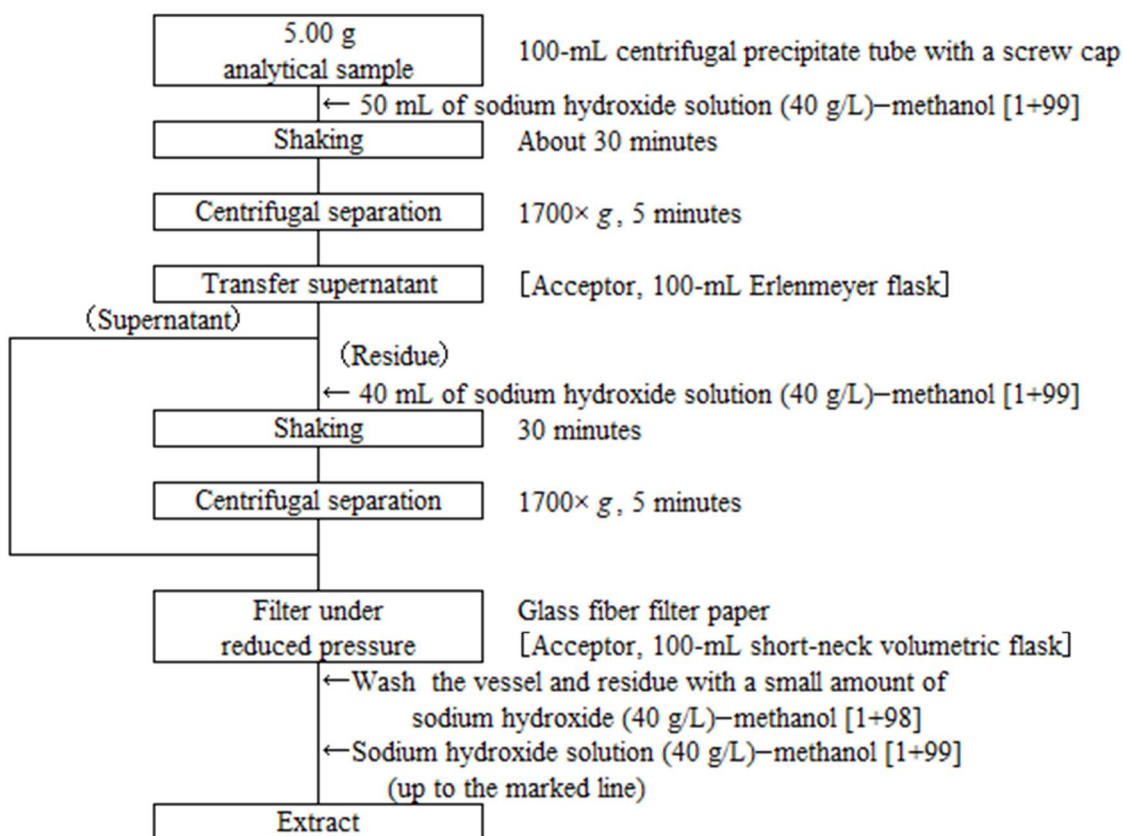 5.00 g
analytical sample
100-mL centrifugal precipitate tube with a screw cap
← 50 mL of sodium hydroxide solution (40 g/L)−methanol [1+99]
Shaking
About 30 minutes
Centrifugal separation
1700× g, 5 minutes
Transfer supernatant
[Acceptor, 100-mL Erlenmeyer flask]
(Supernatant)
(Residue)
← 40 mL of sodium hydroxide solution (40 g/L)−methanol [1+99]
Shaking
30 minutes
Centrifugal separation
1700× g, 5 minutes
Filter under
reduced pressure
Glass fiber filter paper
[Acceptor, 100-mL short-neck volumetric flask]
←Wash the vessel and residue with a small amount of
sodium hydroxide (40 g/L)−methanol [1+98]
←Sodium hydroxide solution (40 g/L)−methanol [1+99]
(up to the marked line)
Extract